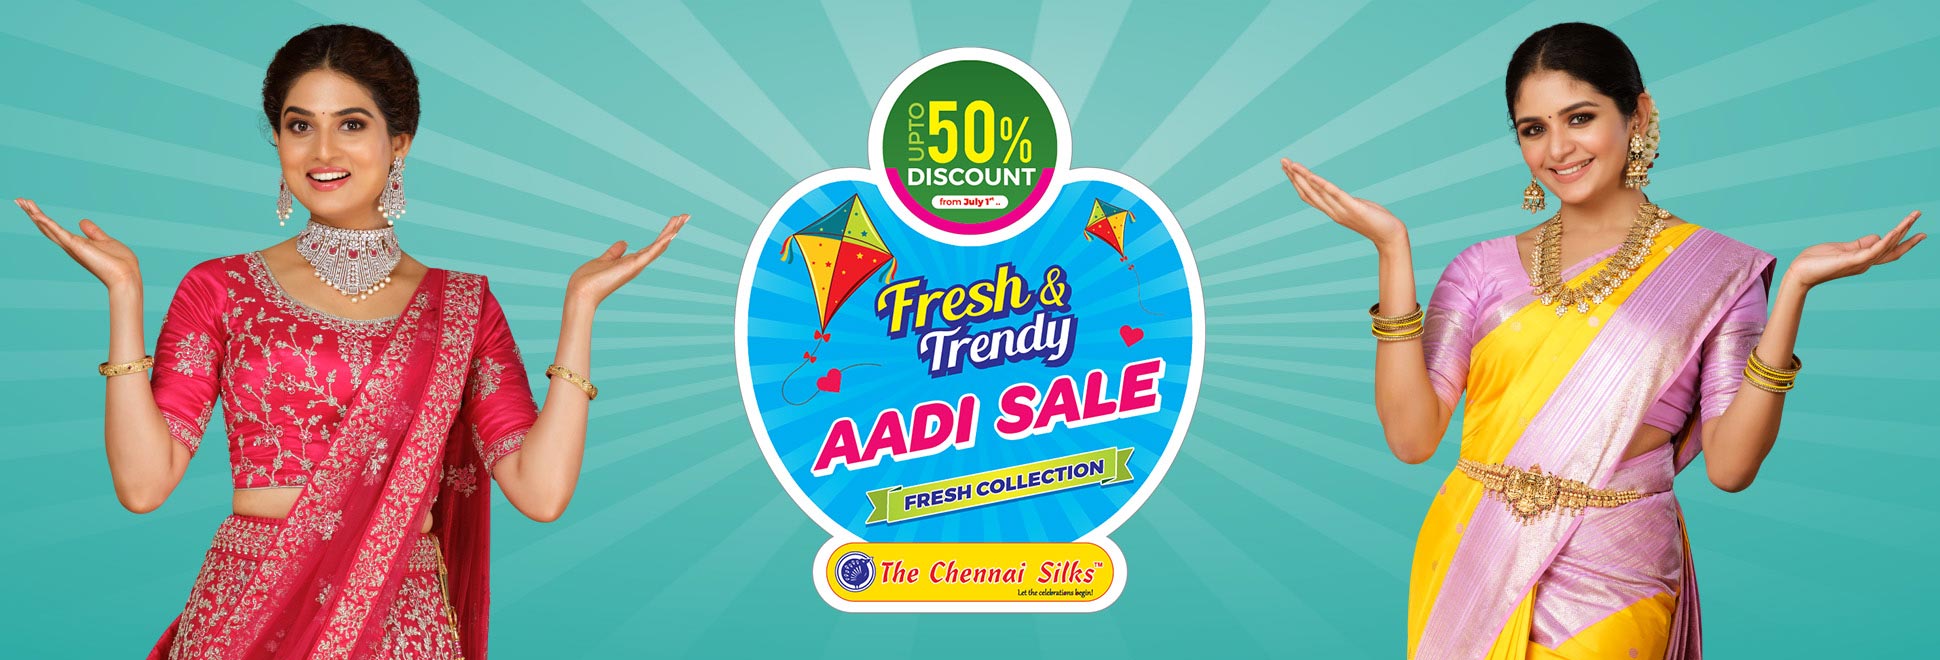 UPTO
50%
DISCOUNT
from July 1st ..
Fresh &
Trendy
AADI SALE
FRESH COLLECTION
The Chennai Silks™
Let the celebrations begin!